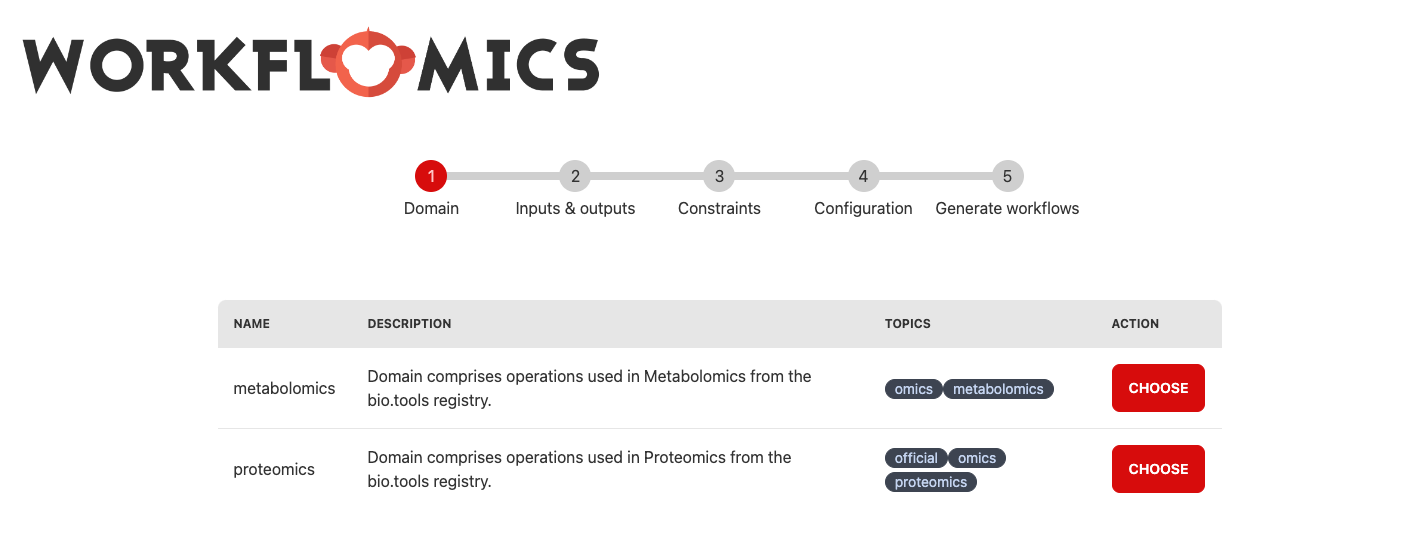 WORKFLOMICS
1 2 3 4 5
Domain Inputs & outputs Constraints Configuration Generate workflows
NAME DESCRIPTION TOPICS ACTION
metabolomics Domain comprises operations used in Metabolomics from the
bio.tools registry. omics metabolomics CHOOSE
proteomics Domain comprises operations used in Proteomics from the
bio.tools registry. official omics
proteomics CHOOSE